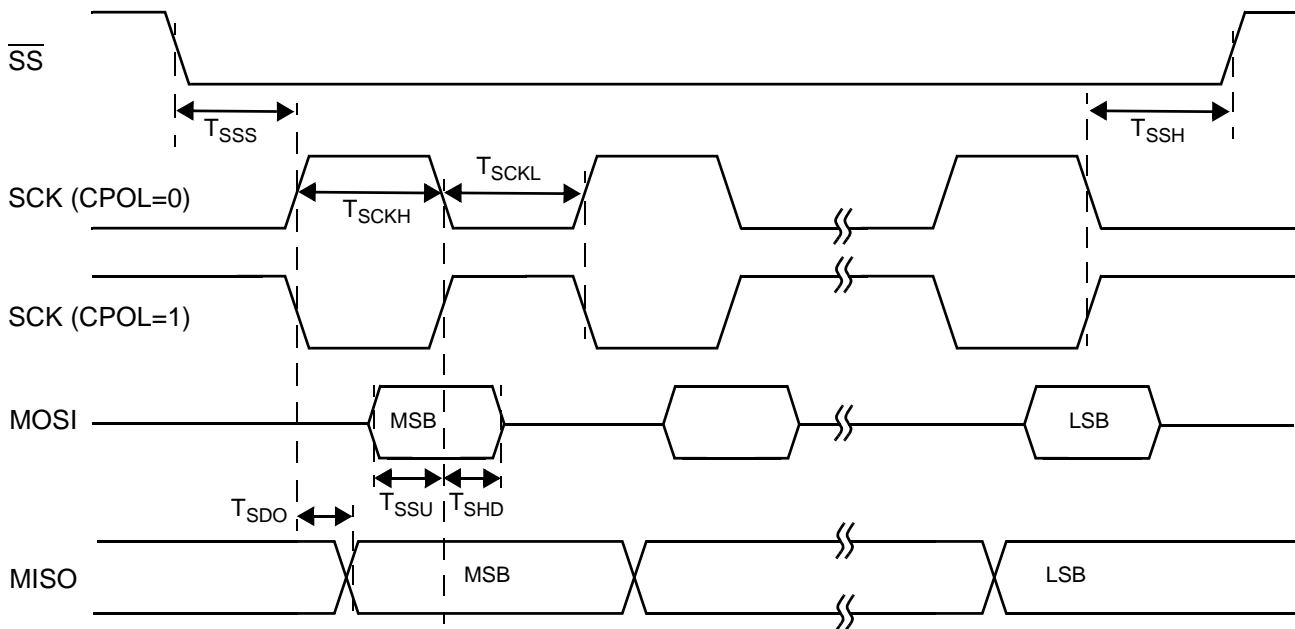 SS
TSSS
TSSH
SCK (CPOL=0)
TSCKH
TSCKL
SCK (CPOL=1)
MOSI
MSB
LSB
TSSU
TSHD
TSDO
MISO
MSB
LSB